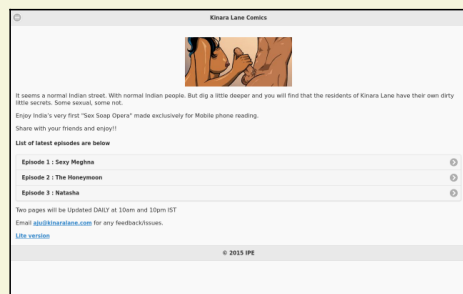 Kinara Lane Comics
It seems a normal Indian street. With normal Indian people. But dig a little deeper and you will find that the residents of Kinara Lane have their own dirty
little secrets. Some sexual, some not.
Enjoy India's very first "Sex Soap Opera" made exclusively for Mobile phone reading.
Share with your friends and enjoy!!
List of latest episodes are below
Episode 1 : Sexy Meghna
Episode 2 : The Honeymoon
Episode 3 : Natasha
Two pages will be Updated DAILY at 10am and 10pm IST
Email aju@kinaralane.com for any feedback/issues.
Lite version
© 2015 IPE